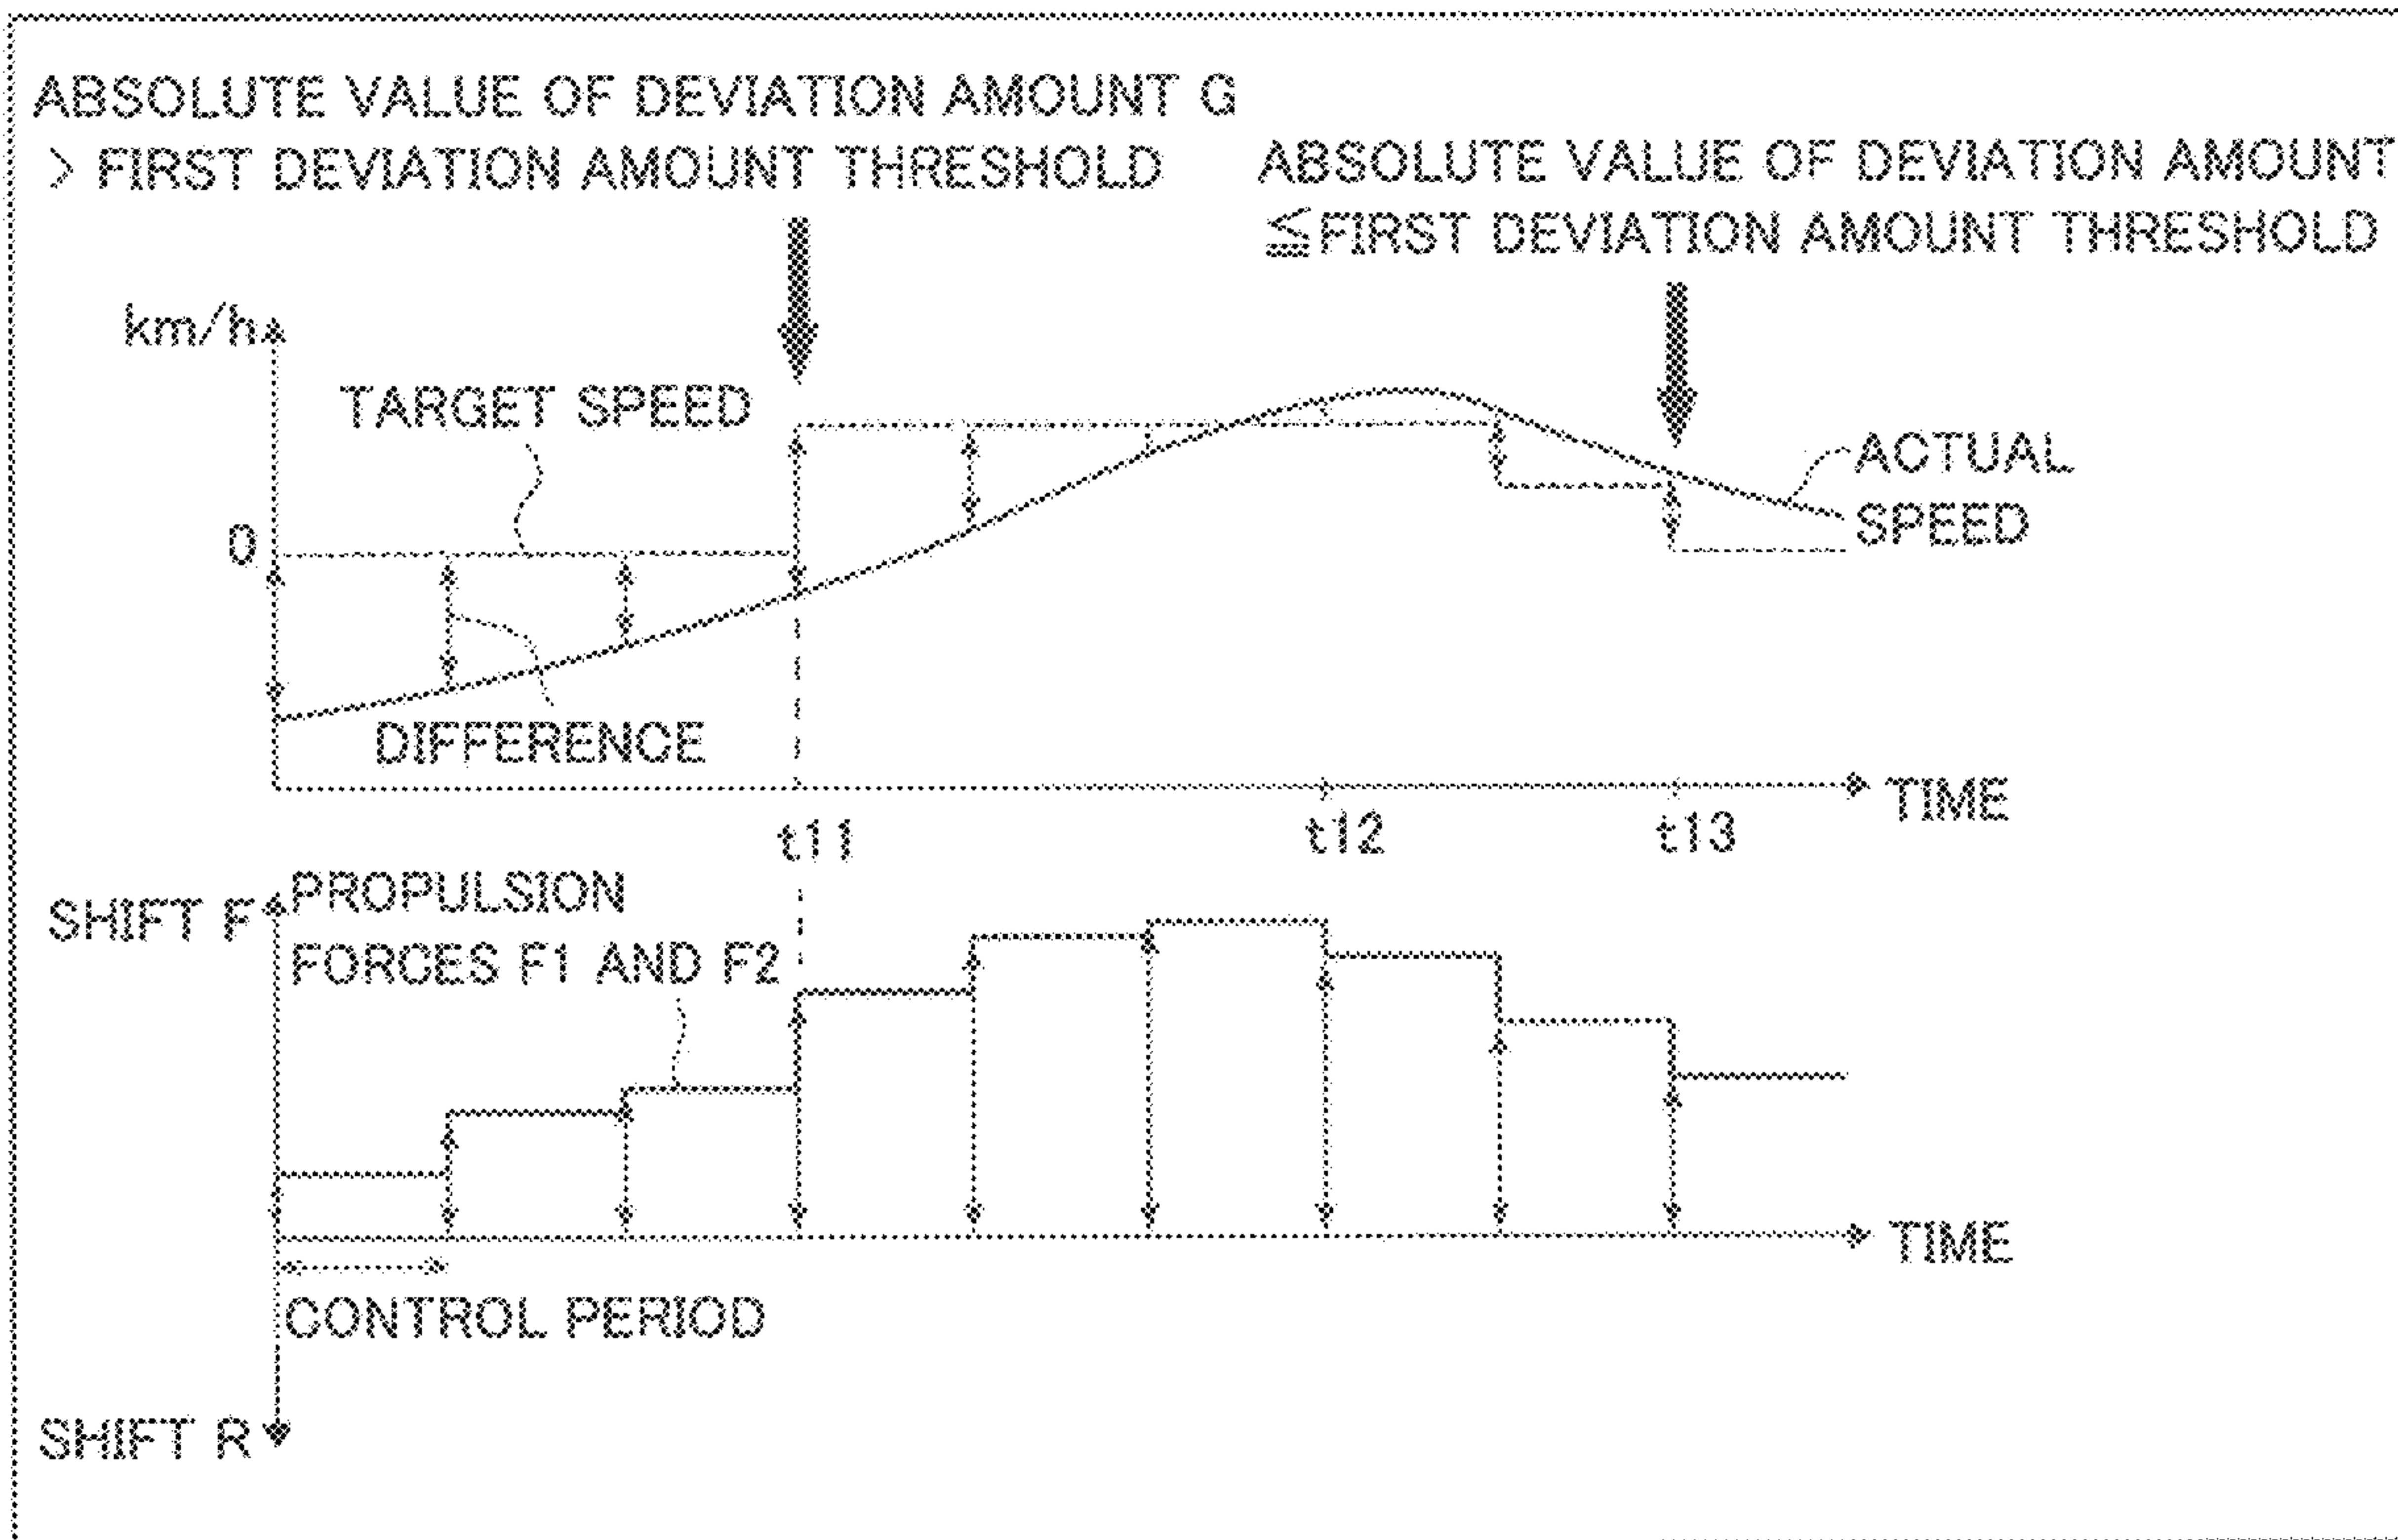 ABSOLUTE VALUE OF DEVIATION AMOUNT G
> FIRST DEVIATION AMOUNT THRESHOLD
ABSOLUTE VALUE OF DEVIATION AMOUNT
≦FIRST DEVIATION AMOUNT THRESHOLD
km/h
TARGET SPEED
ACTUAL
SPEED
0
DIFFERENCE
TIME
t11
t12
t13
SHIFT F
PROPULSION
FORCES F1 AND F2
TIME
CONTROL PERIOD
SHIFT R